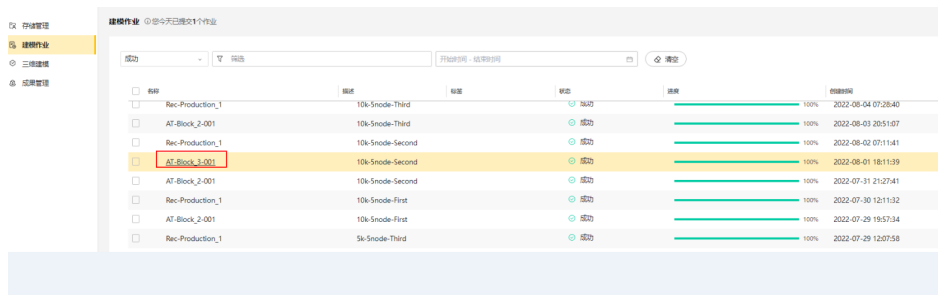 存储管理
建模作业
三维建模
成果管理
建模作业 ①您今天已提交1个作业
成功 筛选 开始时间 - 结束时间 清空
名称 描述 标签 状态 进度 创建时间
Rec-Production_1 10k-5node-Third 成功 100% 2022-08-04 07:28:40
AT-Block_2-001 10k-5node-Third 成功 100% 2022-08-03 20:51:07
Rec-Production_1 10k-5node-Second 成功 100% 2022-08-02 07:11:41
AT-Block_3-001 10k-5node-Second 成功 100% 2022-08-01 18:11:39
AT-Block_2-001 10k-5node-Second 成功 100% 2022-07-31 21:27:41
Rec-Production_1 10k-5node-First 成功 100% 2022-07-30 12:11:32
AT-Block_2-001 10k-5node-First 成功 100% 2022-07-29 19:57:34
Rec-Production_1 5k-5node-Third 成功 100% 2022-07-29 12:07:58